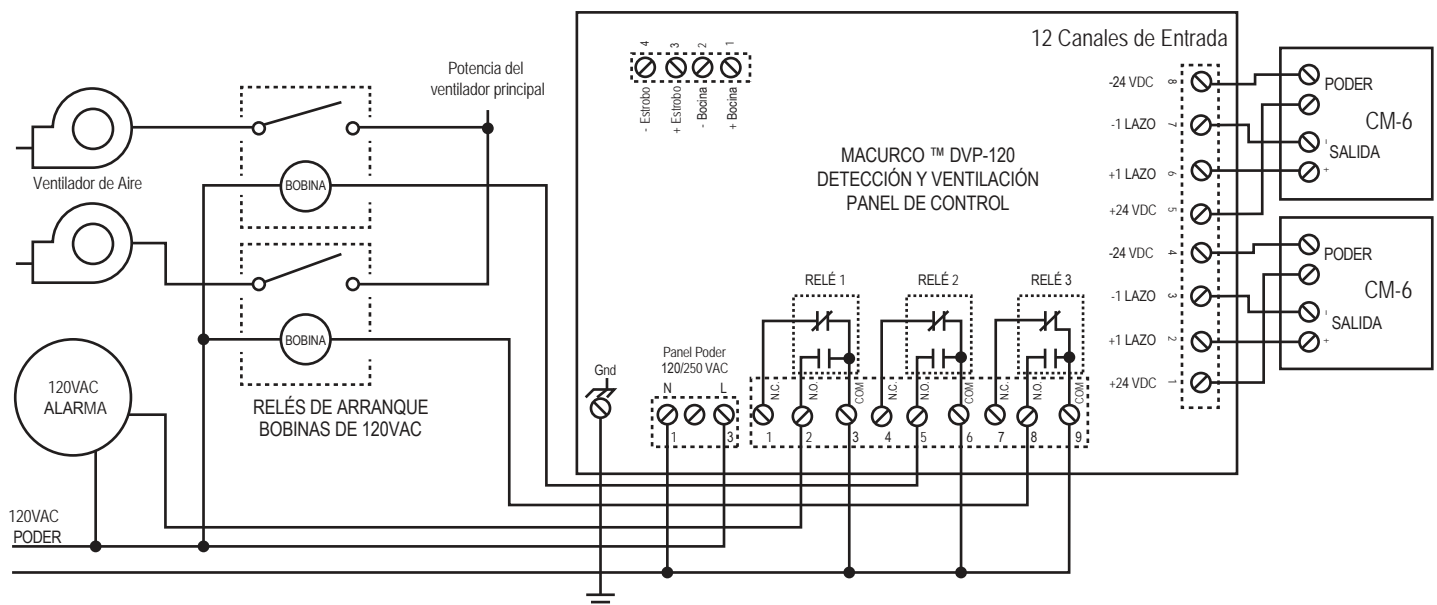 12 Canales de Entrada
4 3 2 1
- Estrobo
+ Estrobo
- Bocina
+ Bocina
Potencia del
ventilador principal
MACURCO ™ DVP-120
DETECCIÓN Y VENTILACIÓN
PANEL DE CONTROL
-24 VDC 8
-1 LAZO 7
+1 LAZO 6
+24 VDC 5
-24 VDC 4
-1 LAZO 3
+1 LAZO 2
+24 VDC 1
PODER
CM-6
-
SALIDA
+
PODER
CM-6
-
SALIDA
+
Ventilador de Aire
BOBINA
BOBINA
RELÉS DE ARRANQUE
BOBINAS DE 120VAC
120VAC
ALARMA
120VAC
PODER
Gnd
Panel Poder
120/250 VAC
N L
1 3
RELÉ 1
RELÉ 2
RELÉ 3
N.C. N.O. COM
N.C. N.O. COM
N.C. N.O. COM
1 2 3 4 5 6 7 8 9